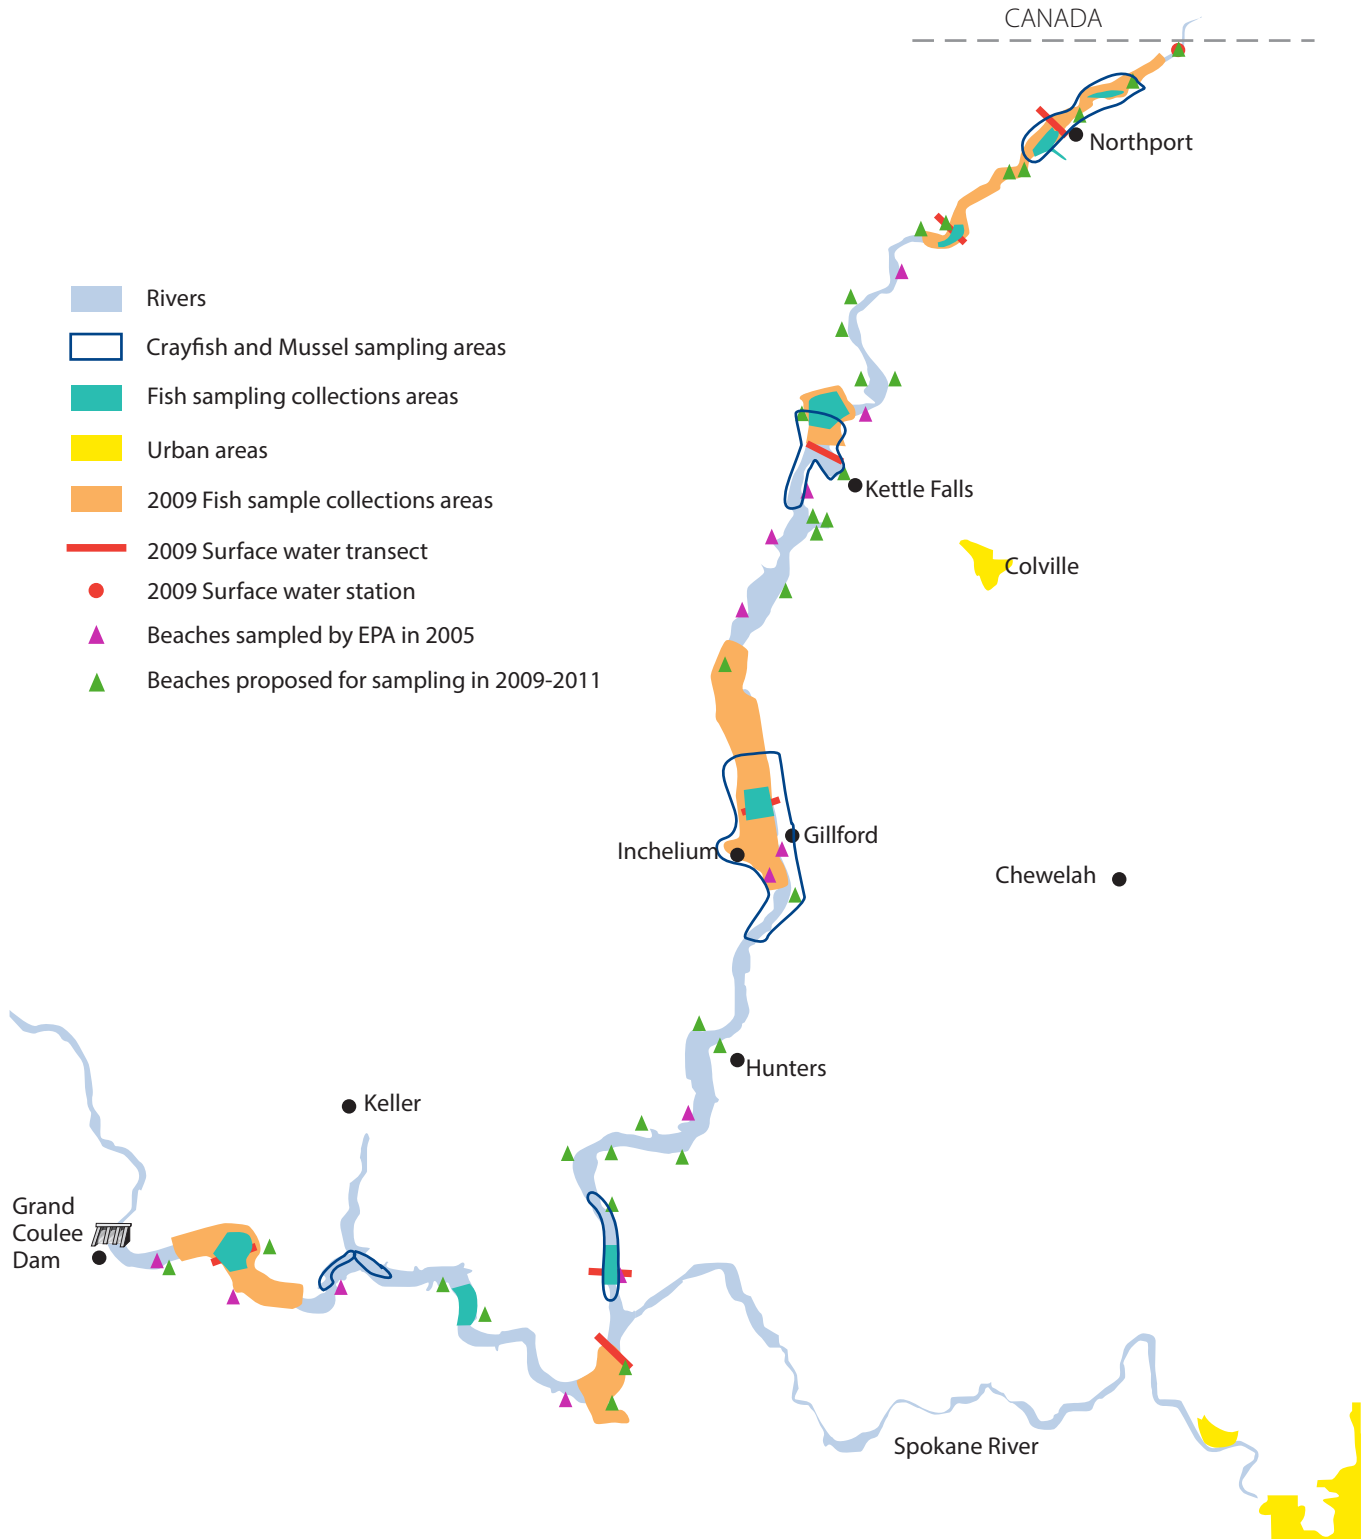 CANADA
Northport
Rivers
Crayfish and Mussel sampling areas
Fish sampling collections areas
Urban areas
2009 Fish sample collections areas
2009 Surface water transect
2009 Surface water station
Beaches sampled by EPA in 2005
Beaches proposed for sampling in 2009-2011
Kettle Falls
Colville
Gillford
Inchelium
Chewelah
Hunters
Keller
Grand
Coulee
Dam
Spokane River